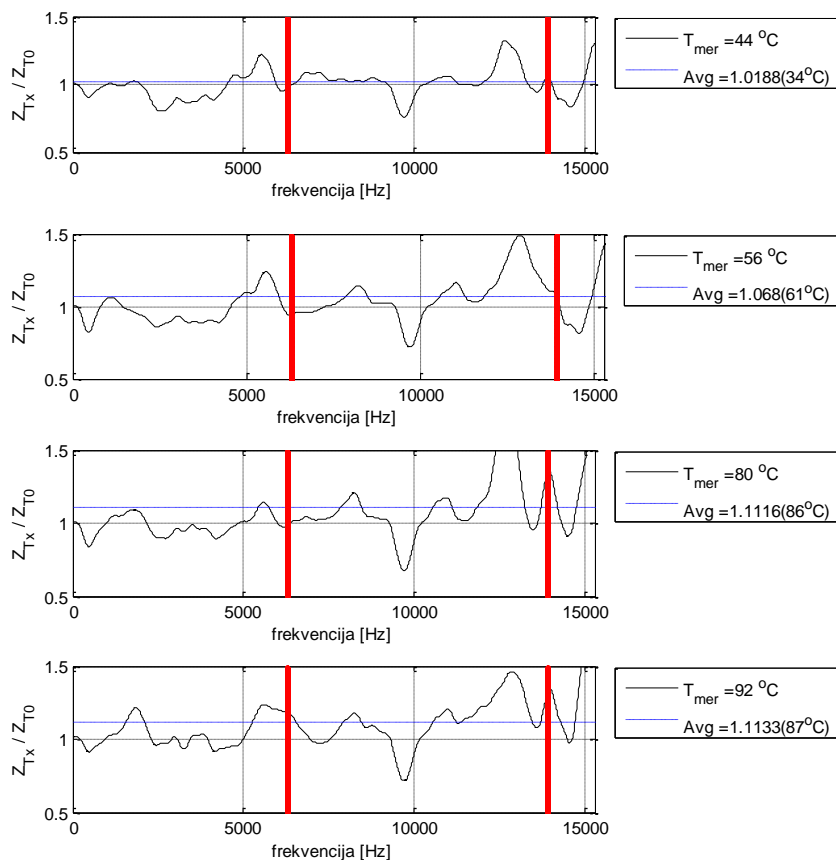 1.5
1
0.5
Z_Tx / Z_T0
0 5000 10000 15000
frekvencija [Hz]
T_mer =44 °C
Avg =1.0188(34°C)
1.5
1
0.5
Z_Tx / Z_T0
0 5000 10000 15000
frekvencija [Hz]
T_mer =56 °C
Avg =1.068(61°C)
1.5
1
0.5
Z_Tx / Z_T0
0 5000 10000 15000
frekvencija [Hz]
T_mer =80 °C
Avg =1.1116(86°C)
1.5
1
0.5
Z_Tx / Z_T0
0 5000 10000 15000
frekvencija [Hz]
T_mer =92 °C
Avg =1.1133(87°C)